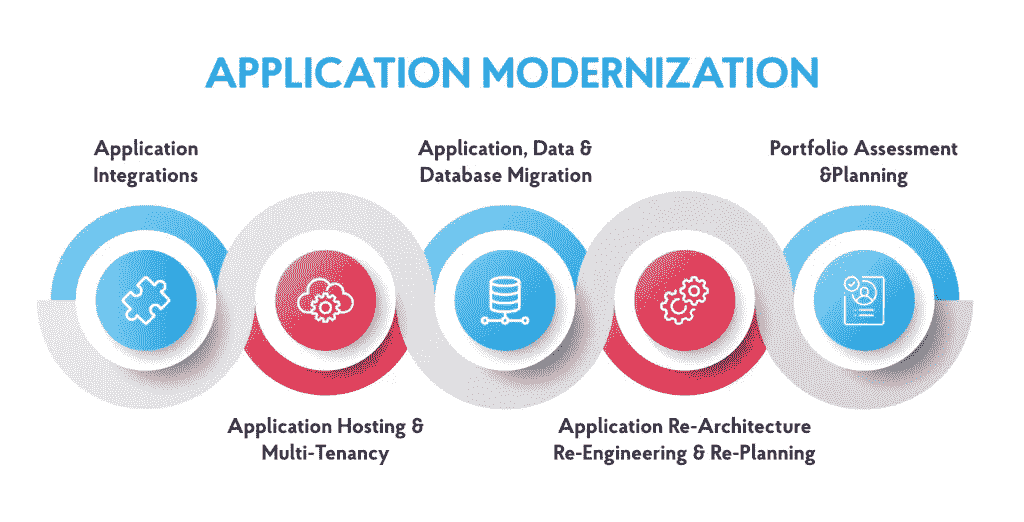 APPLICATION MODERNIZATION
Application
Integrations
Application, Data &
Database Migration
Portfolio Assessment
&Planning
Application Hosting &
Multi-Tenancy
Application Re-Architecture
Re-Engineering & Re-Planning